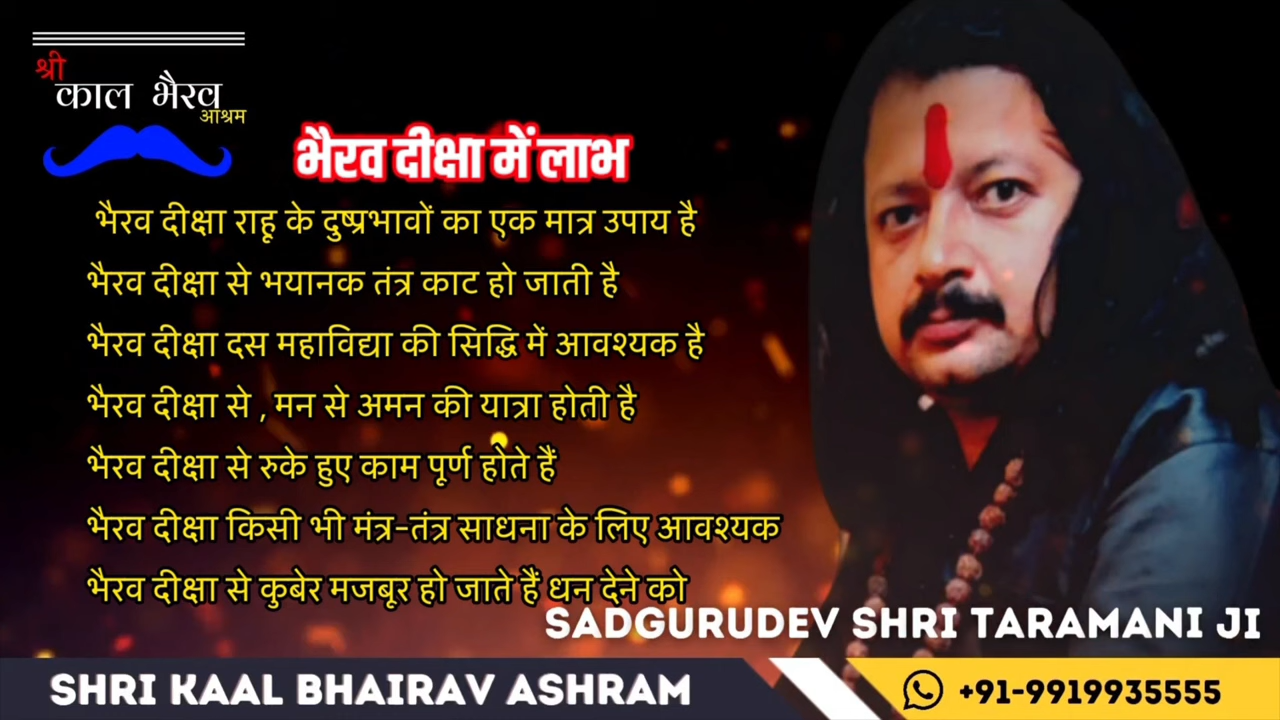 श्री
काल भैरव
आश्रम
भैरव दीक्षा में लाभ
भैरव दीक्षा राहू के दुष्प्रभावों का एक मात्र उपाय है
भैरव दीक्षा से भयानक तंत्र काट हो जाती है
भैरव दीक्षा दस महाविद्या की सिद्धि में आवश्यक है
भैरव दीक्षा से , मन से अमन की यात्रा होती है
भैरव दीक्षा से रुके हुए काम पूर्ण होते हैं
भैरव दीक्षा किसी भी मंत्र-तंत्र साधना के लिए आवश्यक
भैरव दीक्षा से कुबेर मजबूर हो जाते हैं धन देने को
SADGURUDEV SHRI TARAMANI JI
SHRI KAAL BHAIRAV ASHRAM
+91-9919935555